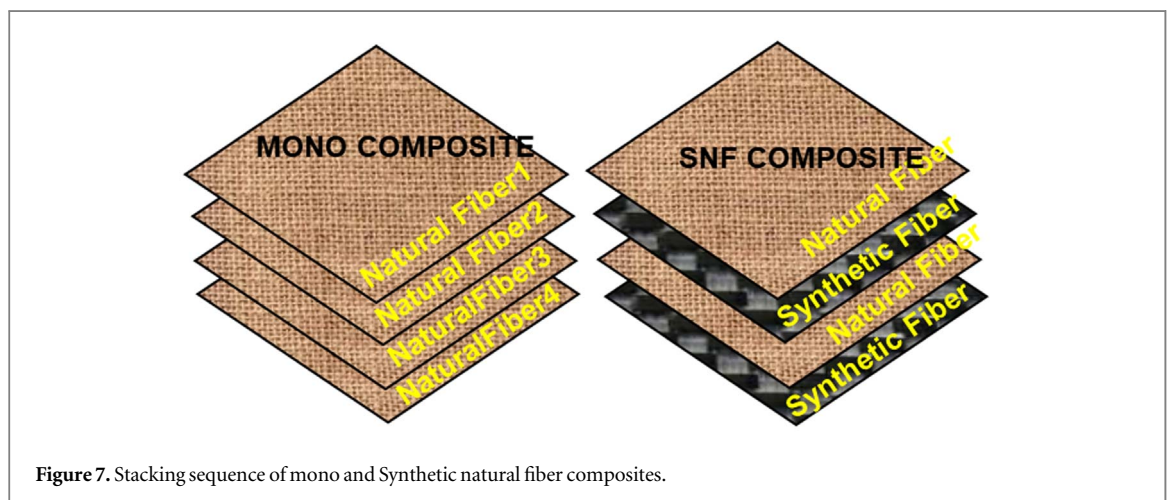 MONO COMPOSITE
Natural Fiber1
Natural Fiber2
NaturalFiber3
NaturalFiber4
SNF COMPOSITE
Natural Fiber
Synthetic Fiber
Natural Fiber
Synthetic Fiber
Figure 7. Stacking sequence of mono and Synthetic natural fiber composites.